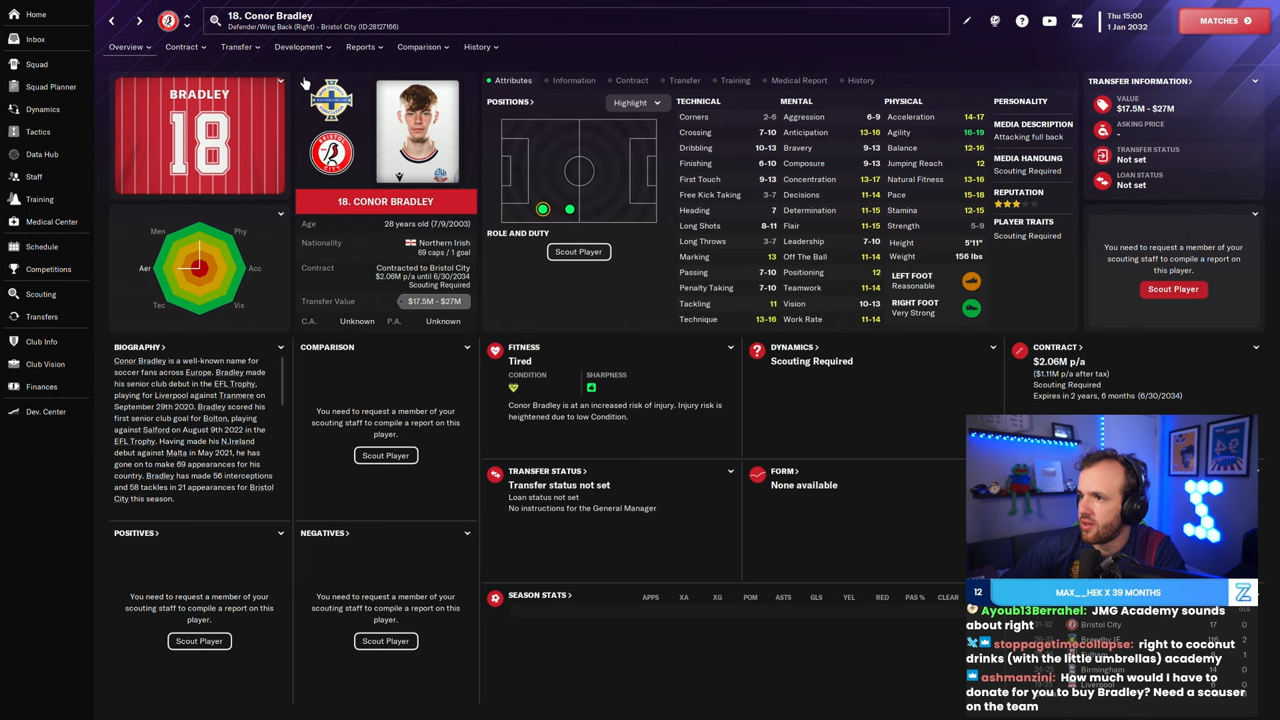 Home
Inbox
Squad
Squad Planner
Dynamics
Tactics
Data Hub
Staff
Training
Medical Center
Schedule
Competitions
Scouting
Transfers
Club Info
Club Vision
Finances
Dev. Center
18. Conor Bradley
Defender/Wing Back (Right) - Bristol City (ID:28127166)
Thu 15:00
1 Jan 2032
MATCHES
Overview
Contract
Transfer
Development
Reports
Comparison
History
BRADLEY
18
18. CONOR BRADLEY
Age 28 years old (7/9/2003)
Nationality Northern Irish
69 caps / 1 goal
Contract Contracted to Bristol City
$2.06M p/a until 6/30/2034
Scouting Required
Transfer Value $17.5M - $27M
C.A. Unknown P.A. Unknown
Men Phy
Aer Acc
Tec Vis
Attributes Information Contract Transfer Training Medical Report History
POSITIONS >
Highlight
ROLE AND DUTY
Scout Player
TECHNICAL
Corners 2-6
Crossing 7-10
Dribbling 10-13
Finishing 6-10
First Touch 9-13
Free Kick Taking 3-7
Heading 7
Long Shots 8-11
Long Throws 3-7
Marking 13
Passing 7-10
Penalty Taking 7-10
Tackling 11
Technique 13-16
MENTAL
Aggression 6-9
Anticipation 13-16
Bravery 9-13
Composure 9-13
Concentration 13-17
Decisions 11-14
Determination 11-15
Flair 11-15
Leadership 7-10
Off The Ball 11-14
Positioning 12
Teamwork 11-14
Vision 10-13
Work Rate 11-14
PHYSICAL
Acceleration 14-17
Agility 16-19
Balance 12-16
Jumping Reach 12
Natural Fitness 13-16
Pace 15-18
Stamina 12-15
Strength 5-9
Height 5'11"
Weight 156 lbs
LEFT FOOT
Reasonable
RIGHT FOOT
Very Strong
PERSONALITY
MEDIA DESCRIPTION
Attacking full back
MEDIA HANDLING
Scouting Required
REPUTATION
PLAYER TRAITS
Scouting Required
TRANSFER INFORMATION >
VALUE
$17.5M - $27M
ASKING PRICE
-
TRANSFER STATUS
Not set
LOAN STATUS
Not set
You need to request a member of your
scouting staff to compile a report on
this player.
Scout Player
BIOGRAPHY >
Conor Bradley is a well-known name for
soccer fans across Europe. Bradley made
his senior club debut in the EFL Trophy,
playing for Liverpool against Tranmere on
September 29th 2020. Bradley scored his
first senior club goal for Bolton, playing
against Salford on August 9th 2022 in the
EFL Trophy. Having made his N.Ireland
debut against Malta in May 2021, he has
gone on to make 69 appearances for his
country. Bradley has made 56 interceptions
and 58 tackles in 21 appearances for Bristol
City this season.
COMPARISON
You need to request a member of your
scouting staff to compile a report on this
player.
Scout Player
FITNESS
Tired
CONDITION
SHARPNESS
Conor Bradley is at an increased risk of injury. Injury risk is
heightened due to low Condition.
DYNAMICS >
Scouting Required
CONTRACT >
$2.06M p/a
($1.11M p/a after tax)
Scouting Required
Expires in 2 years, 6 months (6/30/2034)
TRANSFER STATUS >
Transfer status not set
Loan status not set
No instructions for the General Manager
FORM >
None available
POSITIVES >
You need to request a member of your
scouting staff to compile a report on this
player.
Scout Player
NEGATIVES >
You need to request a member of your
scouting staff to compile a report on this
player.
Scout Player
SEASON STATS >
APPS XA XG POM ASTS GLS YEL RED PAS % CLEAR
12 MAX__HEK X 39 MONTHS Z
Ayoub13Berrahel: JMG Academy sounds
about right
Bristol City 17 0
stoppagetimecollapse: right to coconut
drinks (with the little umbrellas) academy
Birmingham 14 0
ashmanzini: How much would I have to
donate for you to buy Bradley? Need a scouser
on the team